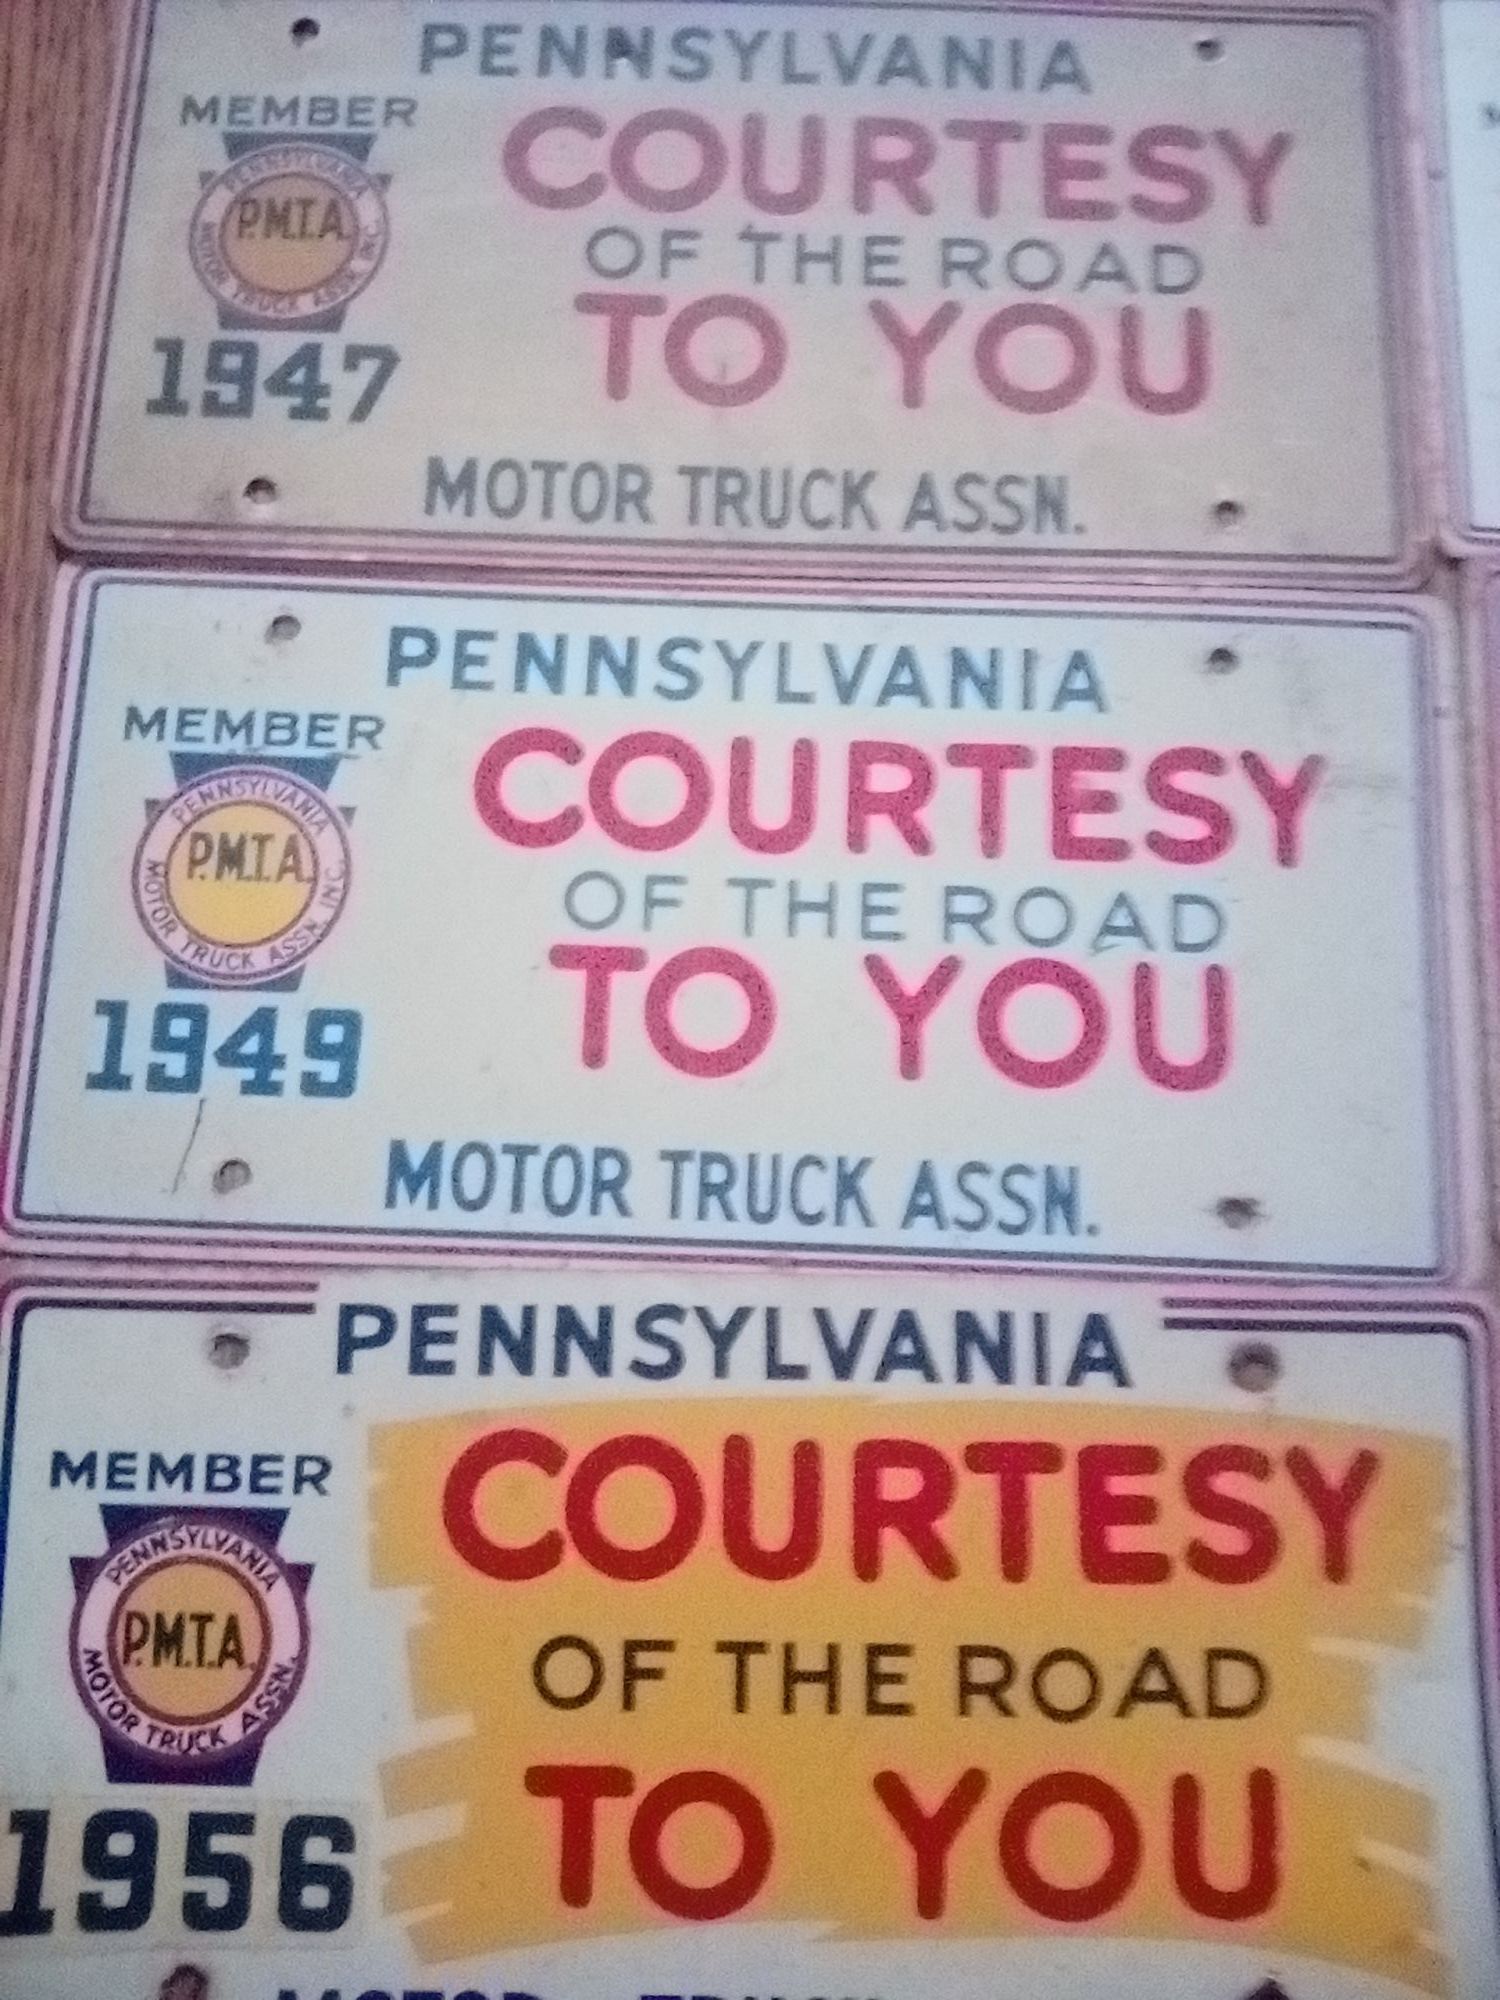 PENNSYLVANIA
MEMBER
PENNSYLVANIA
P.M.T.A.
MOTOR TRUCK ASSN. INC.
1947
COURTESY
OF THE ROAD
TO YOU
MOTOR TRUCK ASSN.
PENNSYLVANIA
MEMBER
PENNSYLVANIA
P.M.T.A.
MOTOR TRUCK ASSN. INC.
1949
COURTESY
OF THE ROAD
TO YOU
MOTOR TRUCK ASSN.
PENNSYLVANIA
MEMBER
PENNSYLVANIA
P.M.T.A.
MOTOR TRUCK ASSN.
1956
COURTESY
OF THE ROAD
TO YOU
MOTOR TRUCK